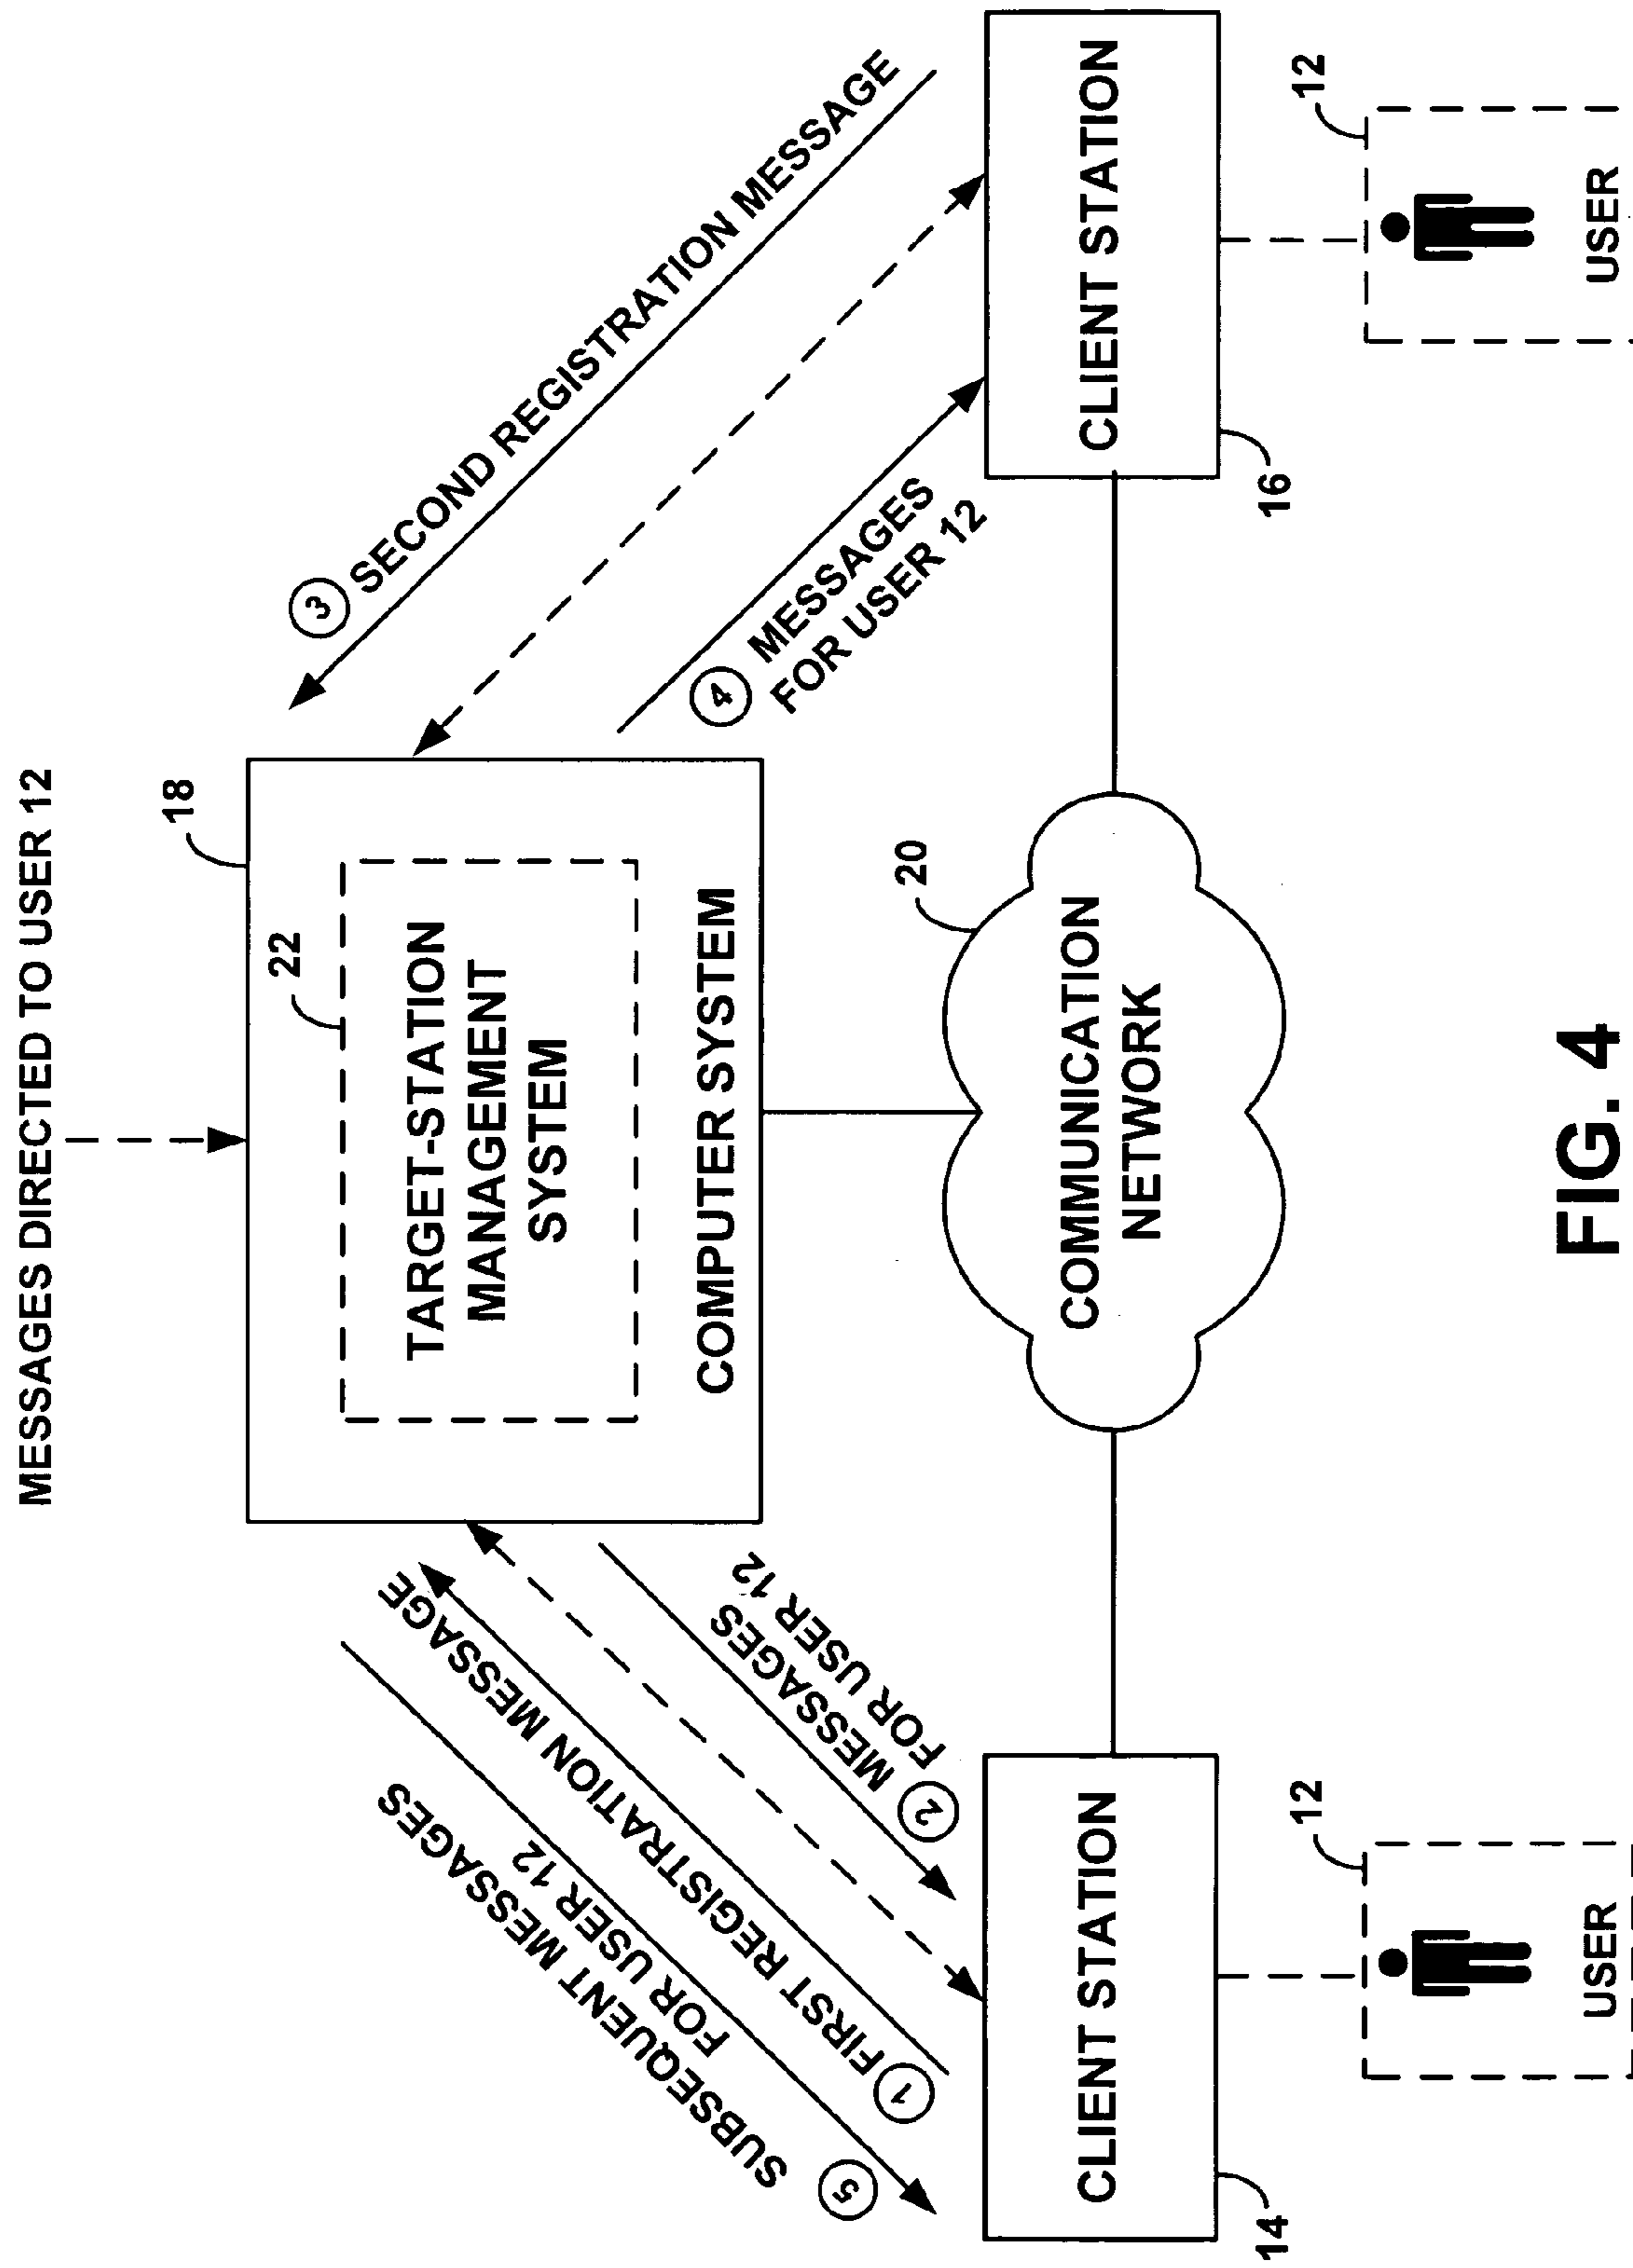 MESSAGES DIRECTED TO USER 12
18
22
TARGET-STATION
MANAGEMENT
SYSTEM
COMPUTER SYSTEM
5 SUBSEQUENT MESSAGES
FOR USER 12
1 FIRST REGISTRATION MESSAGE
2 MESSAGES
FOR USER 12
3 SECOND REGISTRATION MESSAGE
4 MESSAGES
FOR USER 12
20
COMMUNICATION
NETWORK
CLIENT STATION
14
CLIENT STATION
16
12
USER
12
USER
FIG. 4